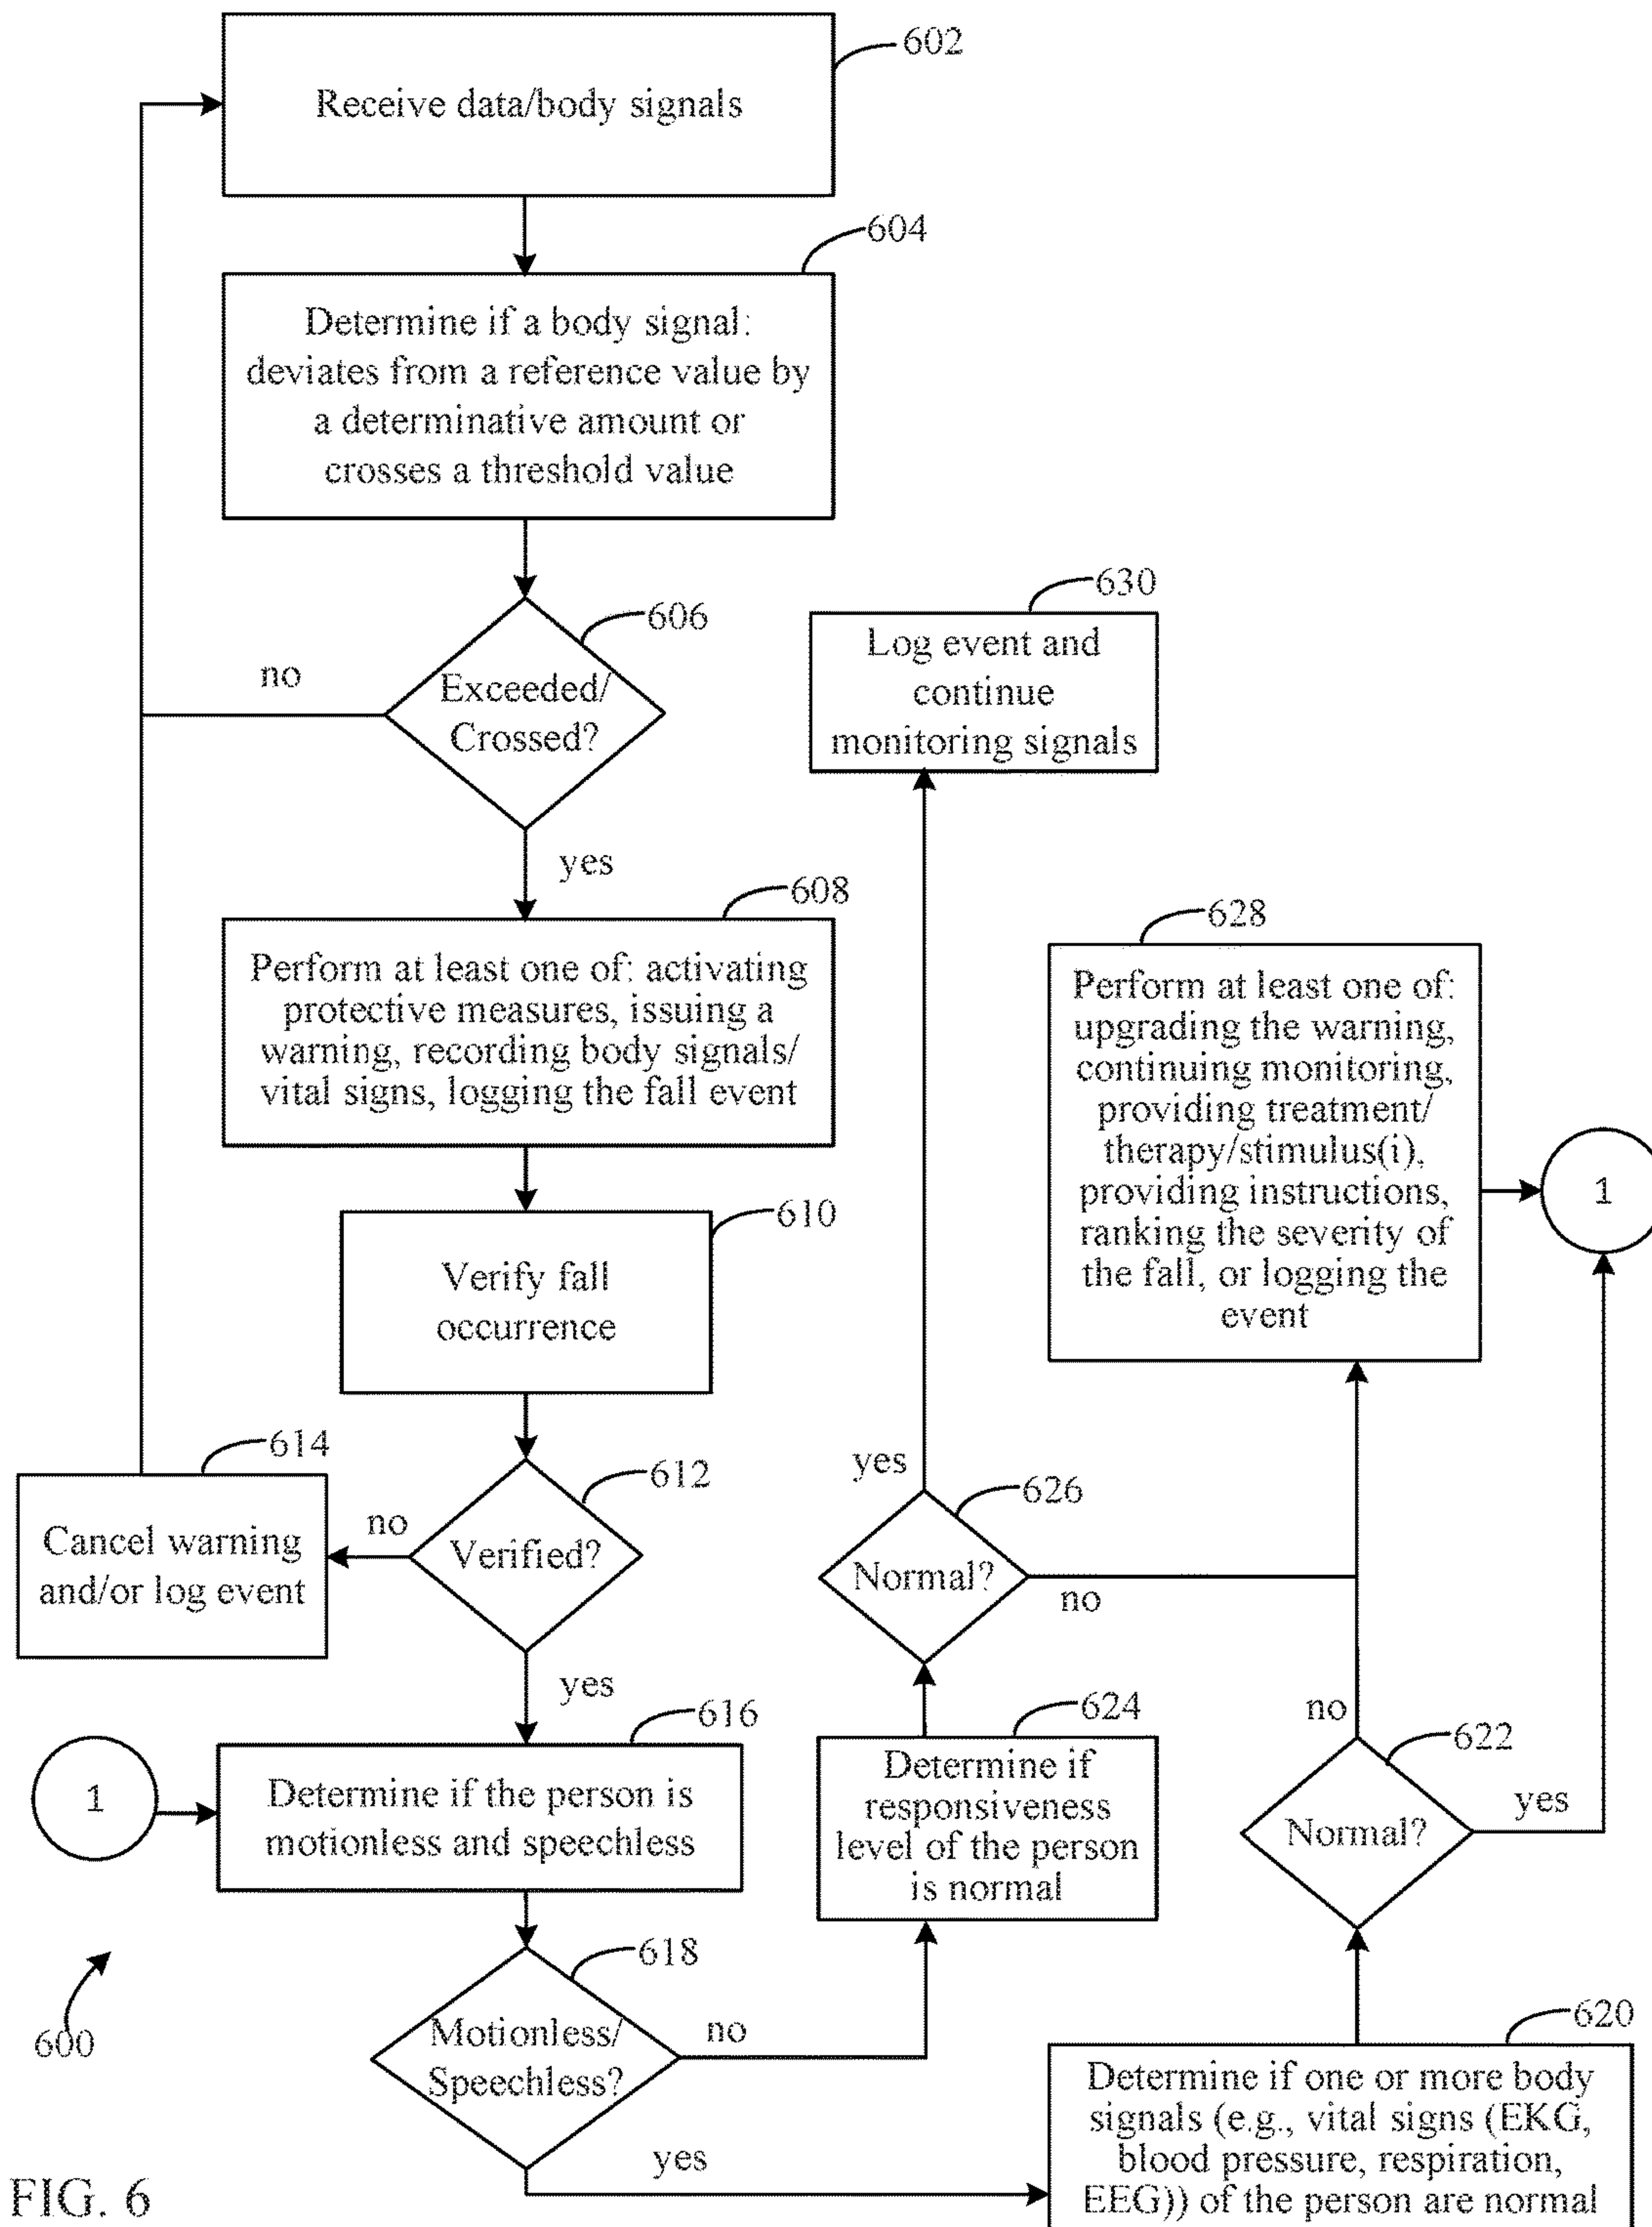 602
Receive data/body signals
604
Determine if a body signal:
deviates from a reference value by
a determinative amount or
crosses a threshold value
606
Exceeded/
Crossed?
no
yes
630
Log event and
continue
monitoring signals
608
Perform at least one of: activating
protective measures, issuing a
warning, recording body signals/
vital signs, logging the fall event
628
Perform at least one of:
upgrading the warning,
continuing monitoring,
providing treatment/
therapy/stimulus(i),
providing instructions,
ranking the severity of
the fall, or logging the
event
1
610
Verify fall
occurrence
614
Cancel warning
and/or log event
no
612
Verified?
yes
yes
626
Normal?
no
616
1
Determine if the person is
motionless and speechless
624
Determine if
responsiveness
level of the person
is normal
no
622
Normal?
yes
600
618
Motionless/
Speechless?
no
yes
620
Determine if one or more body
signals (e.g., vital signs (EKG,
blood pressure, respiration,
EEG)) of the person are normal
FIG. 6